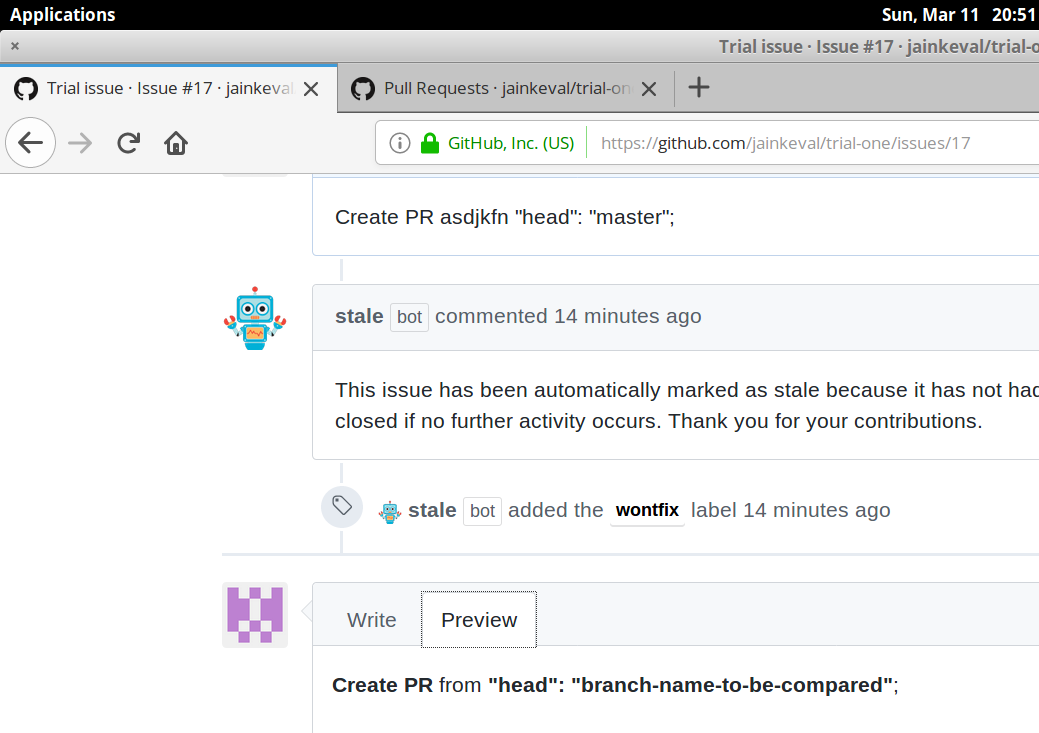 Applications
Sun, Mar 11 20:51
Trial issue · Issue #17 · jainkeval/trial-o
Trial issue · Issue #17 · jainkeval
Pull Requests · jainkeval/trial-on
GitHub, Inc. (US)
https://github.com/jainkeval/trial-one/issues/17
Create PR asdjkfn "head": "master";
stale bot commented 14 minutes ago
This issue has been automatically marked as stale because it has not had
closed if no further activity occurs. Thank you for your contributions.
stale bot added the wontfix label 14 minutes ago
Write
Preview
Create PR from "head": "branch-name-to-be-compared";